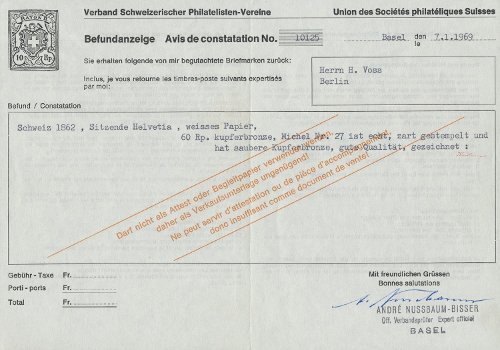 Verband Schweizerischer Philatelisten-Vereine Union des Sociétés philatéliques Suisses
RAYON
10 Rp.
Befundanzeige Avis de constatation No. 10125 Basel den 7.1.1969
le
Sie erhalten folgende von mir begutachtete Briefmarken zurück:
Inclus, je vous retourne les timbres-poste suivants expertisés
par moi:
Herrn H. Voss
Berlin
Befund / Constatation
Schweiz 1862 , Sitzende Helvetia , weisses Papier,
60 Rp. kupferbronze, Michel Nr. 27 ist echt, zart gestempelt und
hat saubere Kupferbronze, gute Qualität, gezeichnet :
Darf nicht als Attest oder Begleitpapier verwendet werden,
daher als Verkaufsunterlage ungenügend!
Ne peut servir d'attestation ou de pièce d'accompagnement
donc insuffisant comme document de vente!
Gebühr - Taxe Fr.
Porti - ports Fr.
Total Fr.
Mit freundlichen Grüssen
Bonnes salutations
ANDRÉ NUSSBAUM-BISSER
Off. Verbandsprüfer Expert officiel
BASEL